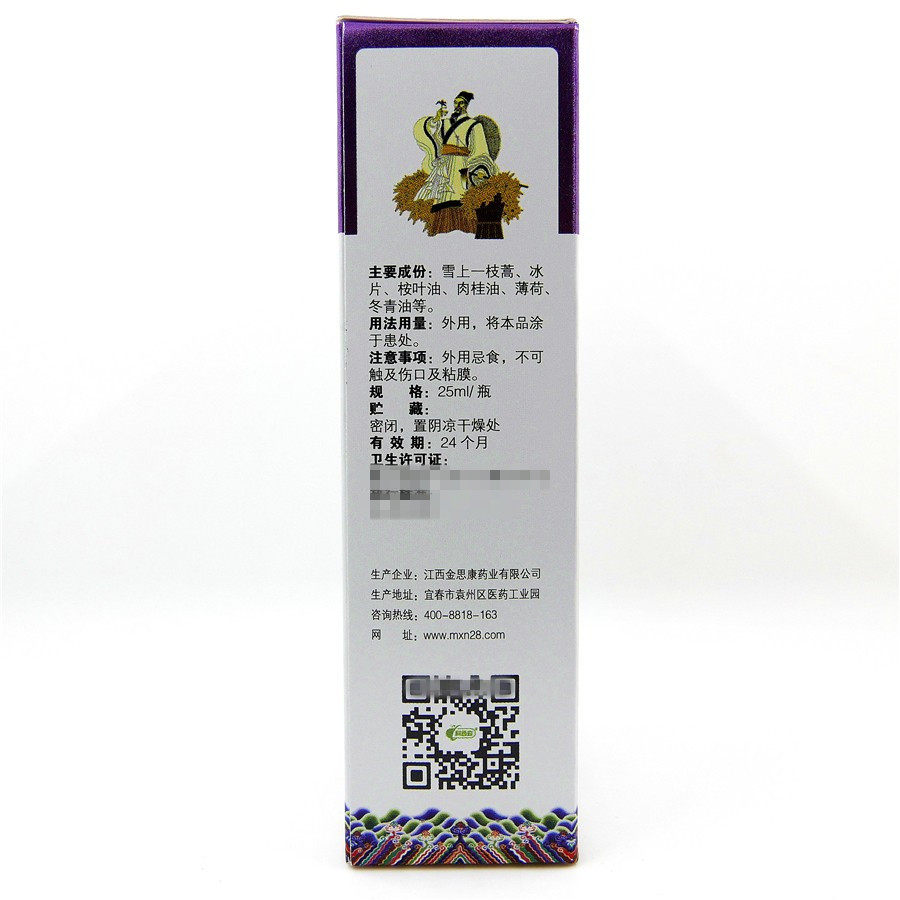 主要成份：雪上一枝蒿、冰
片、桉叶油、肉桂油、薄荷、
冬青油等。
用法用量：外用，将本品涂
于患处。
注意事项：外用忌食，不可
触及伤口及粘膜。
规　格：25ml/瓶
贮　藏：
密闭，置阴凉干燥处
有 效 期：24个月
卫生许可证：
生产企业：江西金思康药业有限公司
生产地址：宜春市袁州区医药工业园
咨询热线：400-8818-163
网　址：www.mxn28.com